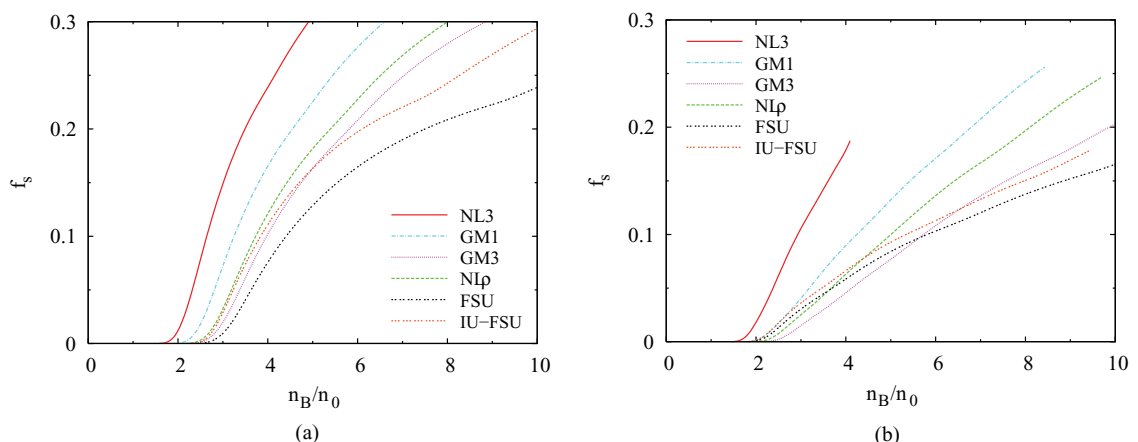 0.3
0.2
0.1
0
f_s
NL3
GM1
GM3
NLρ
FSU
IU−FSU
0 2 4 6 8 10
n_B/n_0
(a)
0.3
0.2
0.1
0
f_s
NL3
GM1
GM3
NLρ
FSU
IU−FSU
0 2 4 6 8 10
n_B/n_0
(b)